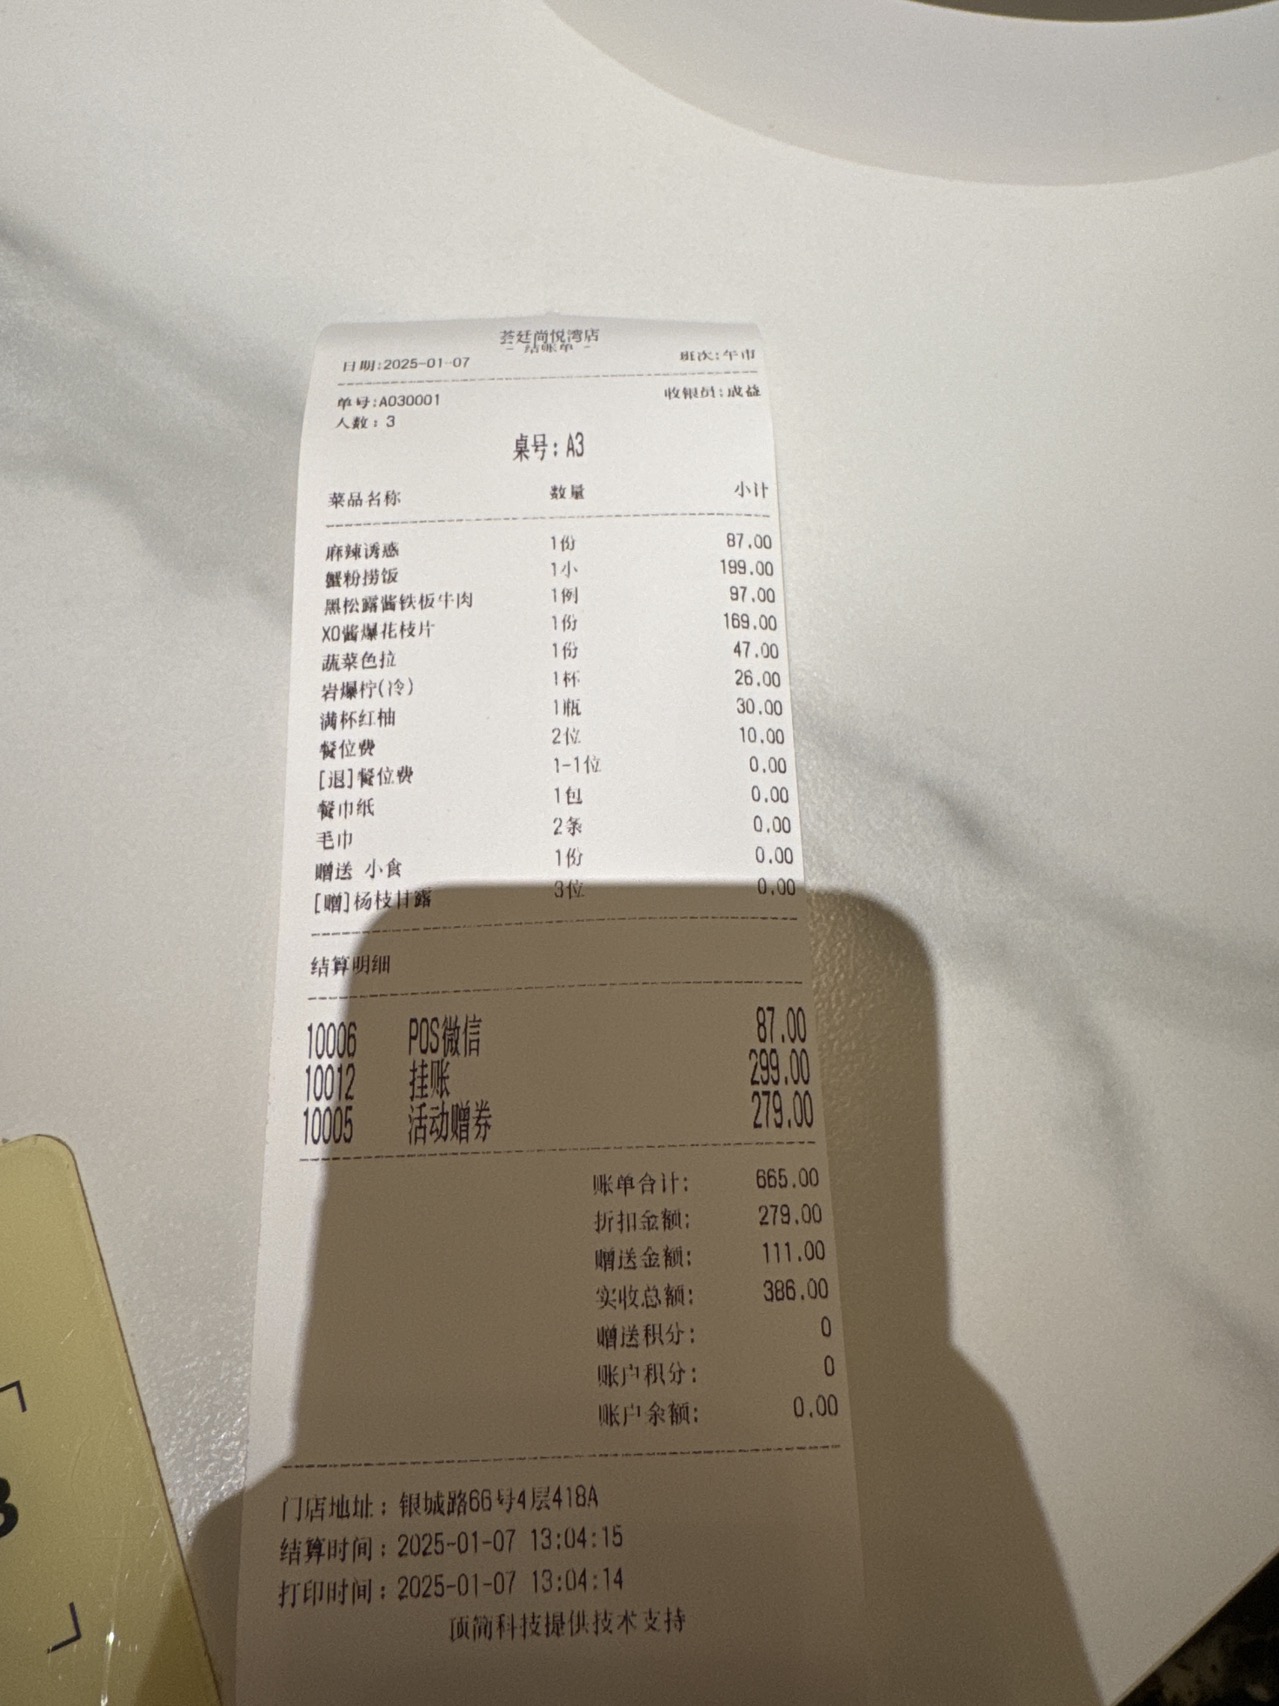 荟廷尚悦湾店
- 结账单 -
日期:2025-01-07 班次:午市
单号:A030001 收银员:成益
人数: 3
桌号: A3
菜品名称 数量 小计
麻辣诱惑 1份 87.00
蟹粉捞饭 1小 199.00
黑松露酱铁板牛肉 1例 97.00
XO酱爆花枝片 1份 169.00
蔬菜色拉 1份 47.00
岩爆柠(冷) 1杯 26.00
满杯红柚 1瓶 30.00
餐位费 2位 10.00
[退]餐位费 1-1位 0.00
餐巾纸 1包 0.00
毛巾 2条 0.00
赠送 小食 1份 0.00
[赠]杨枝甘露 3位 0.00
结算明细
10006 POS微信 87.00
10012 挂账 299.00
10005 活动赠券 279.00
账单合计: 665.00
折扣金额: 279.00
赠送金额: 111.00
实收总额: 386.00
赠送积分: 0
账户积分: 0
账户余额: 0.00
门店地址: 银城路66号4层418A
结算时间: 2025-01-07 13:04:15
打印时间: 2025-01-07 13:04:14
顶简科技提供技术支持